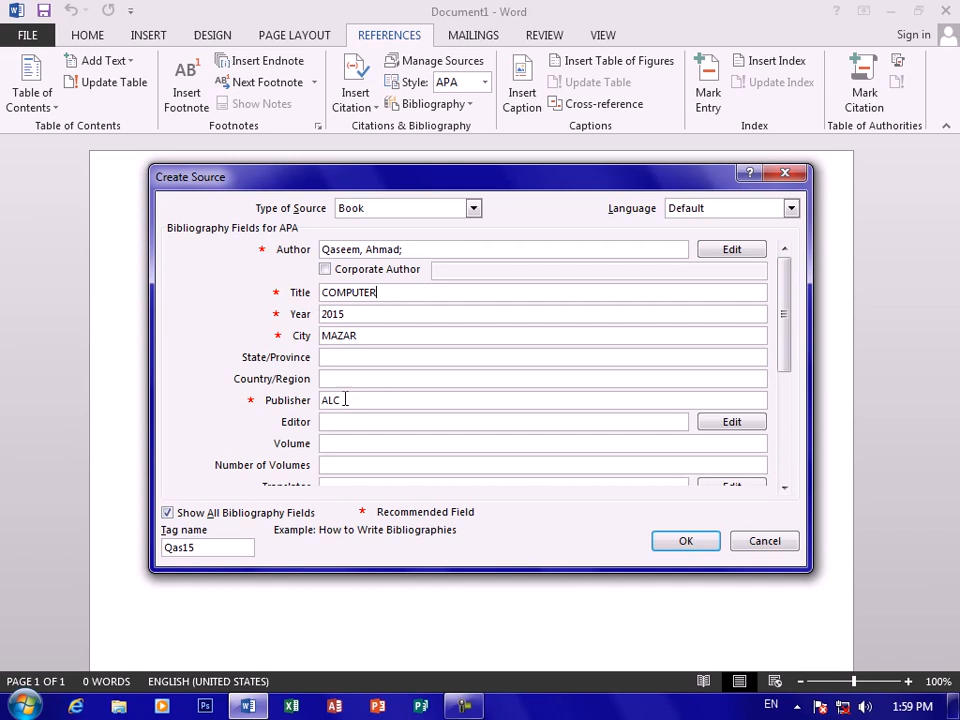 Document1 - Word
FILE HOME INSERT DESIGN PAGE LAYOUT REFERENCES MAILINGS REVIEW VIEW Sign in
Table of Contents
Add Text
Update Table
Table of Contents
AB1
Insert Footnote
Insert Endnote
Next Footnote
Show Notes
Footnotes
Insert Citation
Manage Sources
Style: APA
Bibliography
Citations & Bibliography
Insert Caption
Insert Table of Figures
Update Table
Cross-reference
Captions
Mark Entry
Insert Index
Update Index
Index
Mark Citation
Table of Authorities
Create Source
Type of Source Book Language Default
Bibliography Fields for APA
* Author Qaseem, Ahmad; Edit
Corporate Author
* Title COMPUTER
* Year 2015
* City MAZAR
State/Province
Country/Region
* Publisher ALC
Editor Edit
Volume
Number of Volumes
Translator Edit
Show All Bibliography Fields * Recommended Field
Tag name Example: How to Write Bibliographies
Qas15
OK Cancel
PAGE 1 OF 1 0 WORDS ENGLISH (UNITED STATES) 100%
EN 1:59 PM